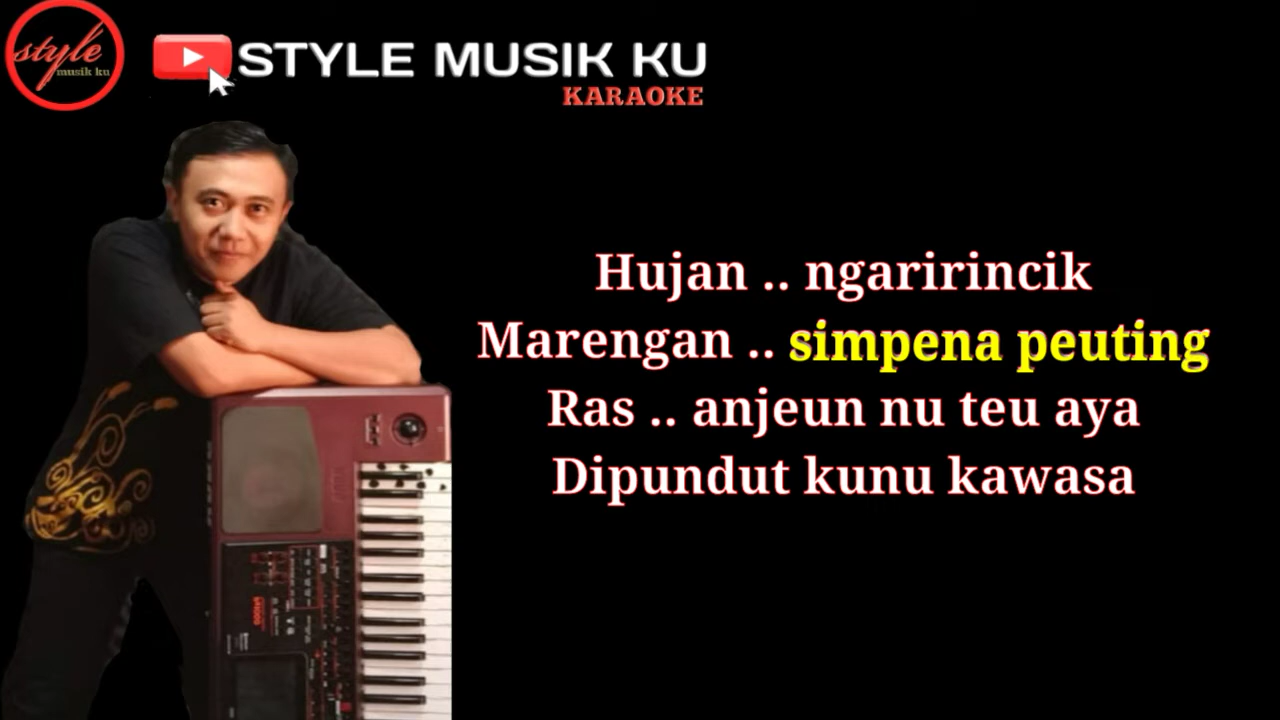 style
musik ku
STYLE MUSIK KU
KARAOKE
Hujan .. ngaririncik
Marengan .. simpena peuting
Ras .. anjeun nu teu aya
Dipundut kunu kawasa